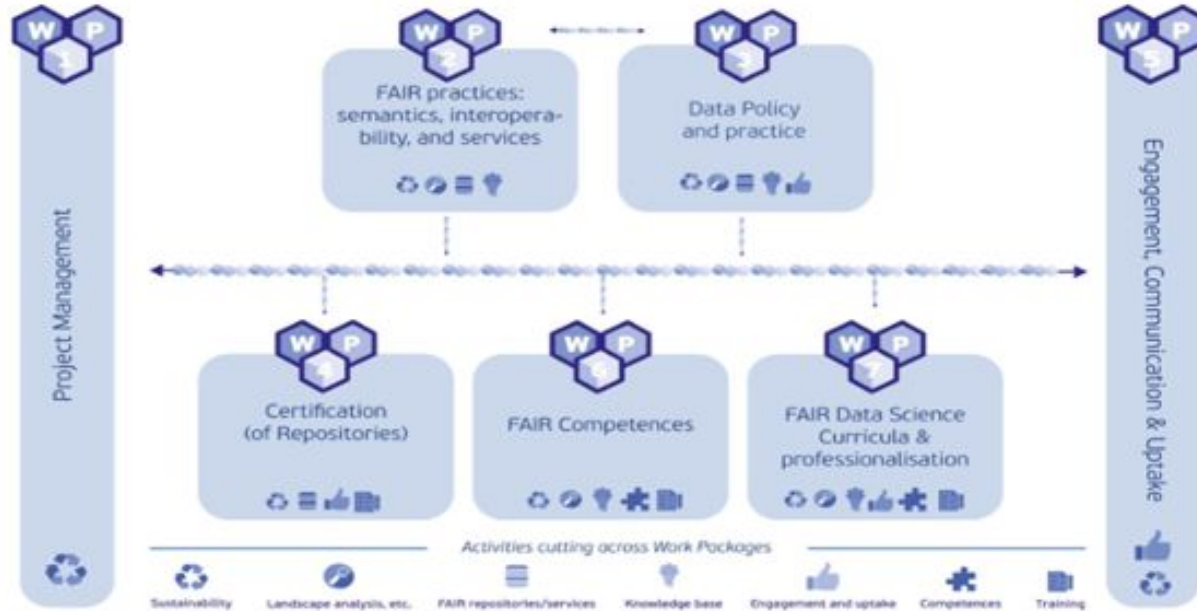 W P
1
Project Management
W P
2
FAIR practices:
semantics, interopera-
bility, and services
W P
3
Data Policy
and practice
W P
4
Certification
(of Repositories)
W P
6
FAIR Competences
W P
7
FAIR Data Science
Curricula &
professionalisation
W P
5
Engagement, Communication & Uptake
Activities cutting across Work Packages
Sustainability
Landscape analysis, etc.
FAIR repositories/services
Knowledge base
Engagement and uptake
Competences
Training